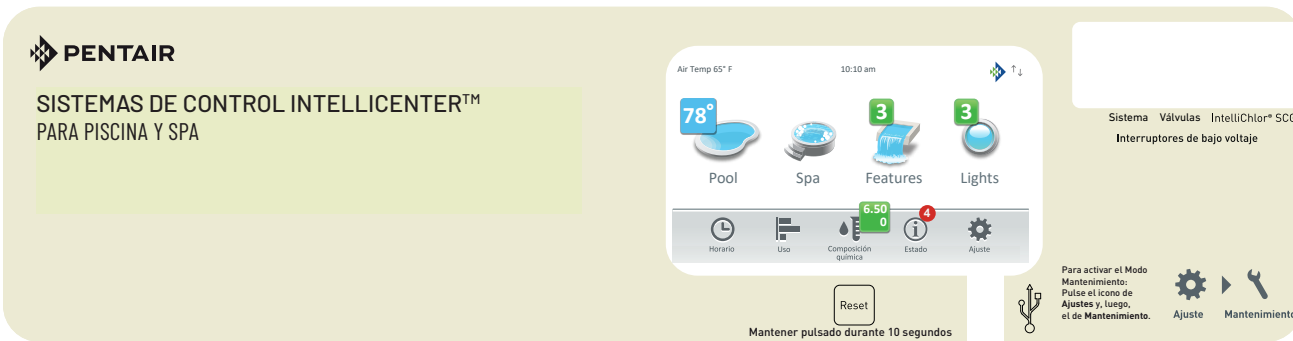 PENTAIR
SISTEMAS DE CONTROL INTELLICENTER™
PARA PISCINA Y SPA
Air Temp 65° F
10:10 am
78°
3
3
Pool
Spa
Features
Lights
6.50
0
4
Horario
Uso
Composición
química
Estado
Ajuste
Reset
Mantener pulsado durante 10 segundos
Sistema Válvulas IntelliChlor® SCG
Interruptores de bajo voltaje
Para activar el Modo
Mantenimiento:
Pulse el icono de
Ajustes y, luego,
el de Mantenimiento.
Ajuste
Mantenimiento